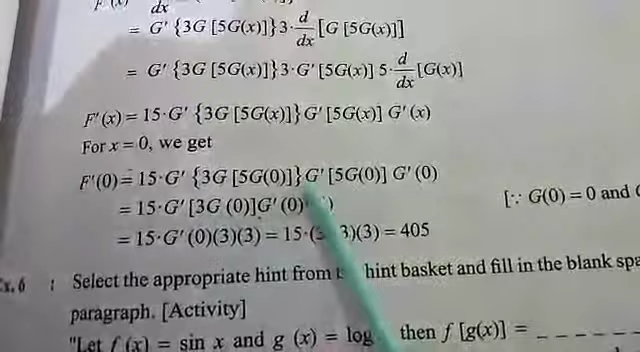 dx
= G' {3G [5G(x)]}3·d/dx[G [5G(x)]]
= G' {3G [5G(x)]}3·G' [5G(x)] 5·d/dx[G(x)]
F'(x) = 15·G' {3G [5G(x)]}G' [5G(x)] G'(x)
For x = 0, we get
F'(0) = 15·G' {3G [5G(0)]}G' [5G(0)] G'(0)
= 15·G' [3G (0)]G' (0) ) [∵ G(0) = 0 and
= 15·G' (0)(3)(3) = 15·( 3)(3) = 405
Ex. 6 : Select the appropriate hint from hint basket and fill in the blank
paragraph. [Activity]
"Let f (x) = sin x and g (x) = log then f [g(x)] = _ _ _ _ _